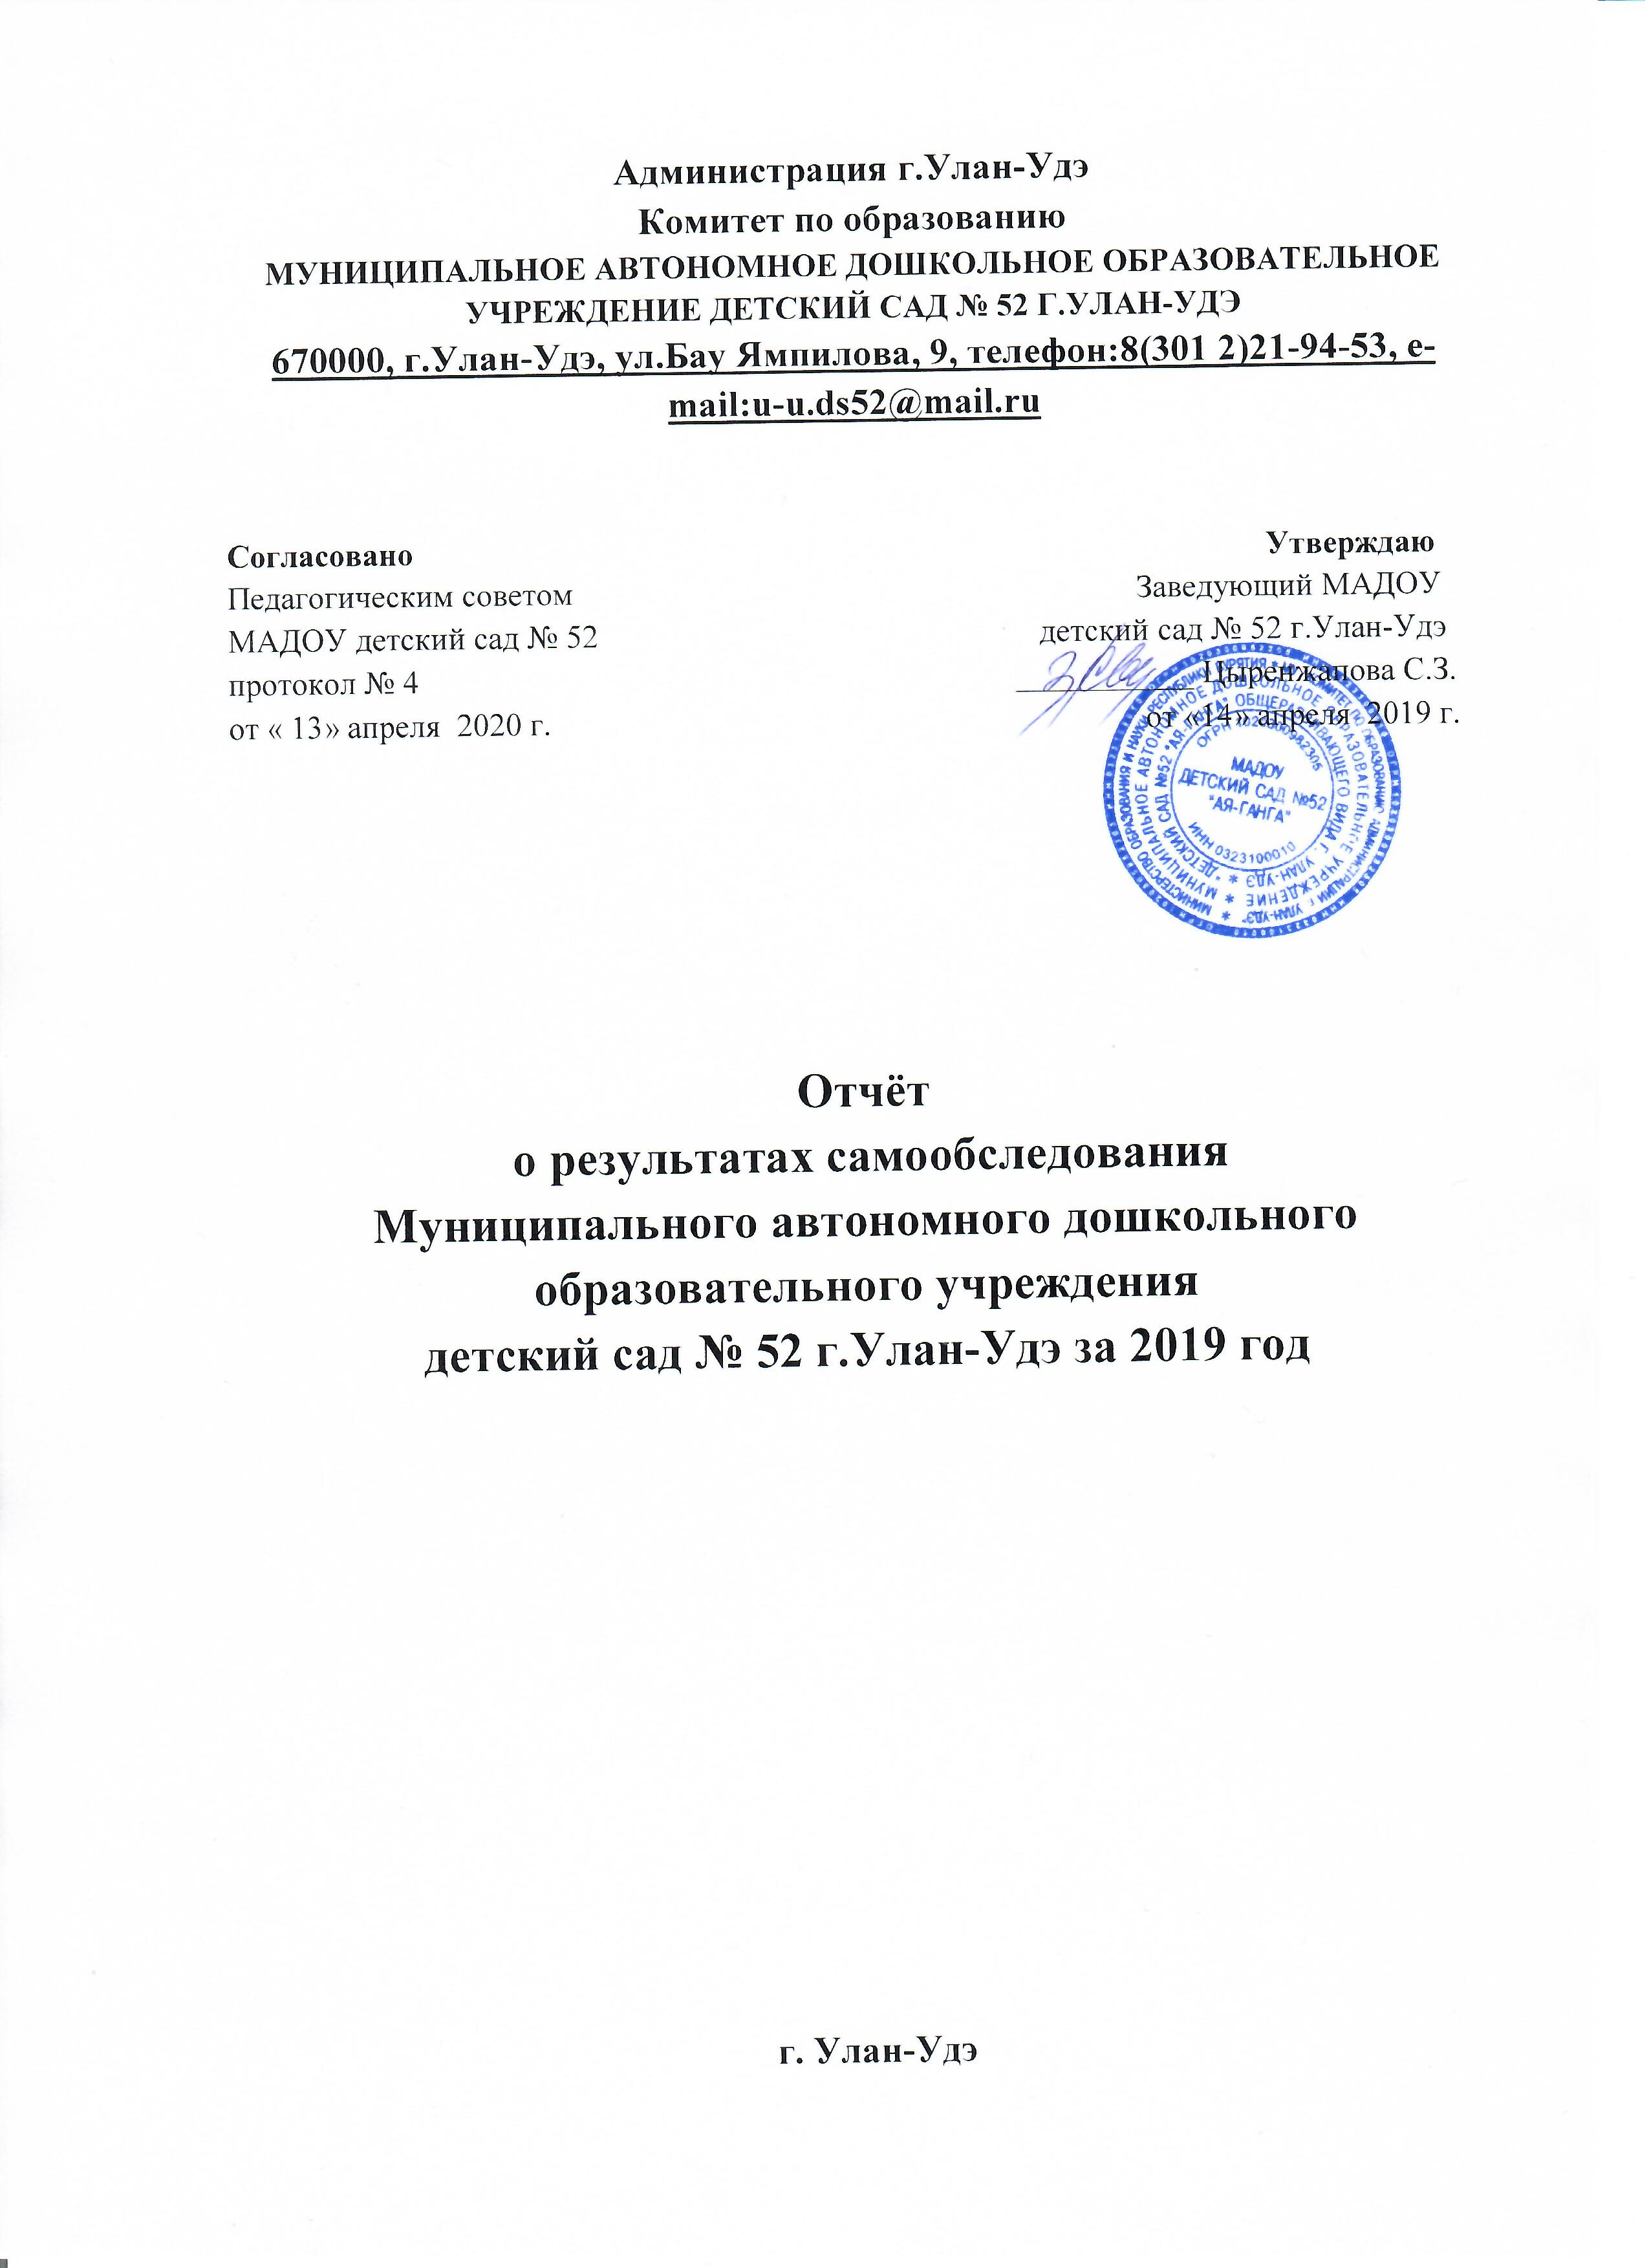 Администрация г.Улан-Удэ
Комитет по образованию
МУНИЦИПАЛЬНОЕ АВТОНОМНОЕ ДОШКОЛЬНОЕ ОБРАЗОВАТЕЛЬНОЕ
УЧРЕЖДЕНИЕ ДЕТСКИЙ САД № 52 Г.УЛАН-УДЭ
670000, г.Улан-Удэ, ул.Бау Ямпилова, 9, телефон:8(301 2)21-94-53, e-
mail:u-u.ds52@mail.ru
Согласовано
Педагогическим советом
МАДОУ детский сад № 52
протокол № 4
от « 13» апреля 2020 г.
Утверждаю
Заведующий МАДОУ
детский сад № 52 г.Улан-Удэ
Цыренжапова С.З.
от «14» апреля 2019 г.
МАДОУ
ДЕТСКИЙ САД №52
"АЯ-ГАНГА"
ИНН 0323100010
Отчёт
о результатах самообследования
Муниципального автономного дошкольного
образовательного учреждения
детский сад № 52 г.Улан-Удэ за 2019 год
г. Улан-Удэ